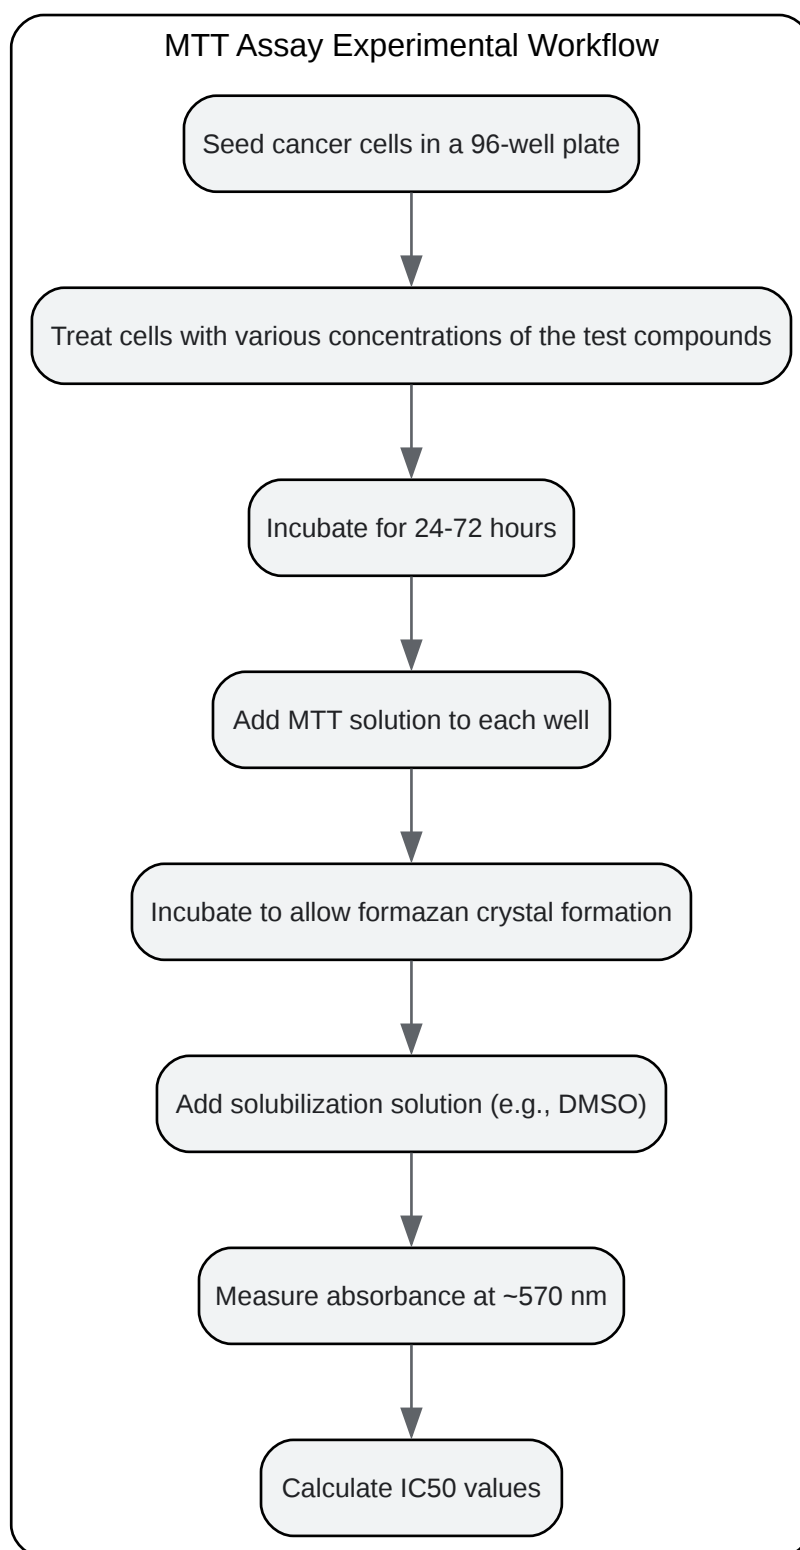 MTT Assay Experimental Workflow
Seed cancer cells in a 96-well plate
Treat cells with various concentrations of the test compounds
Incubate for 24-72 hours
Add MTT solution to each well
Incubate to allow formazan crystal formation
Add solubilization solution (e.g., DMSO)
Measure absorbance at ~570 nm
Calculate IC50 values